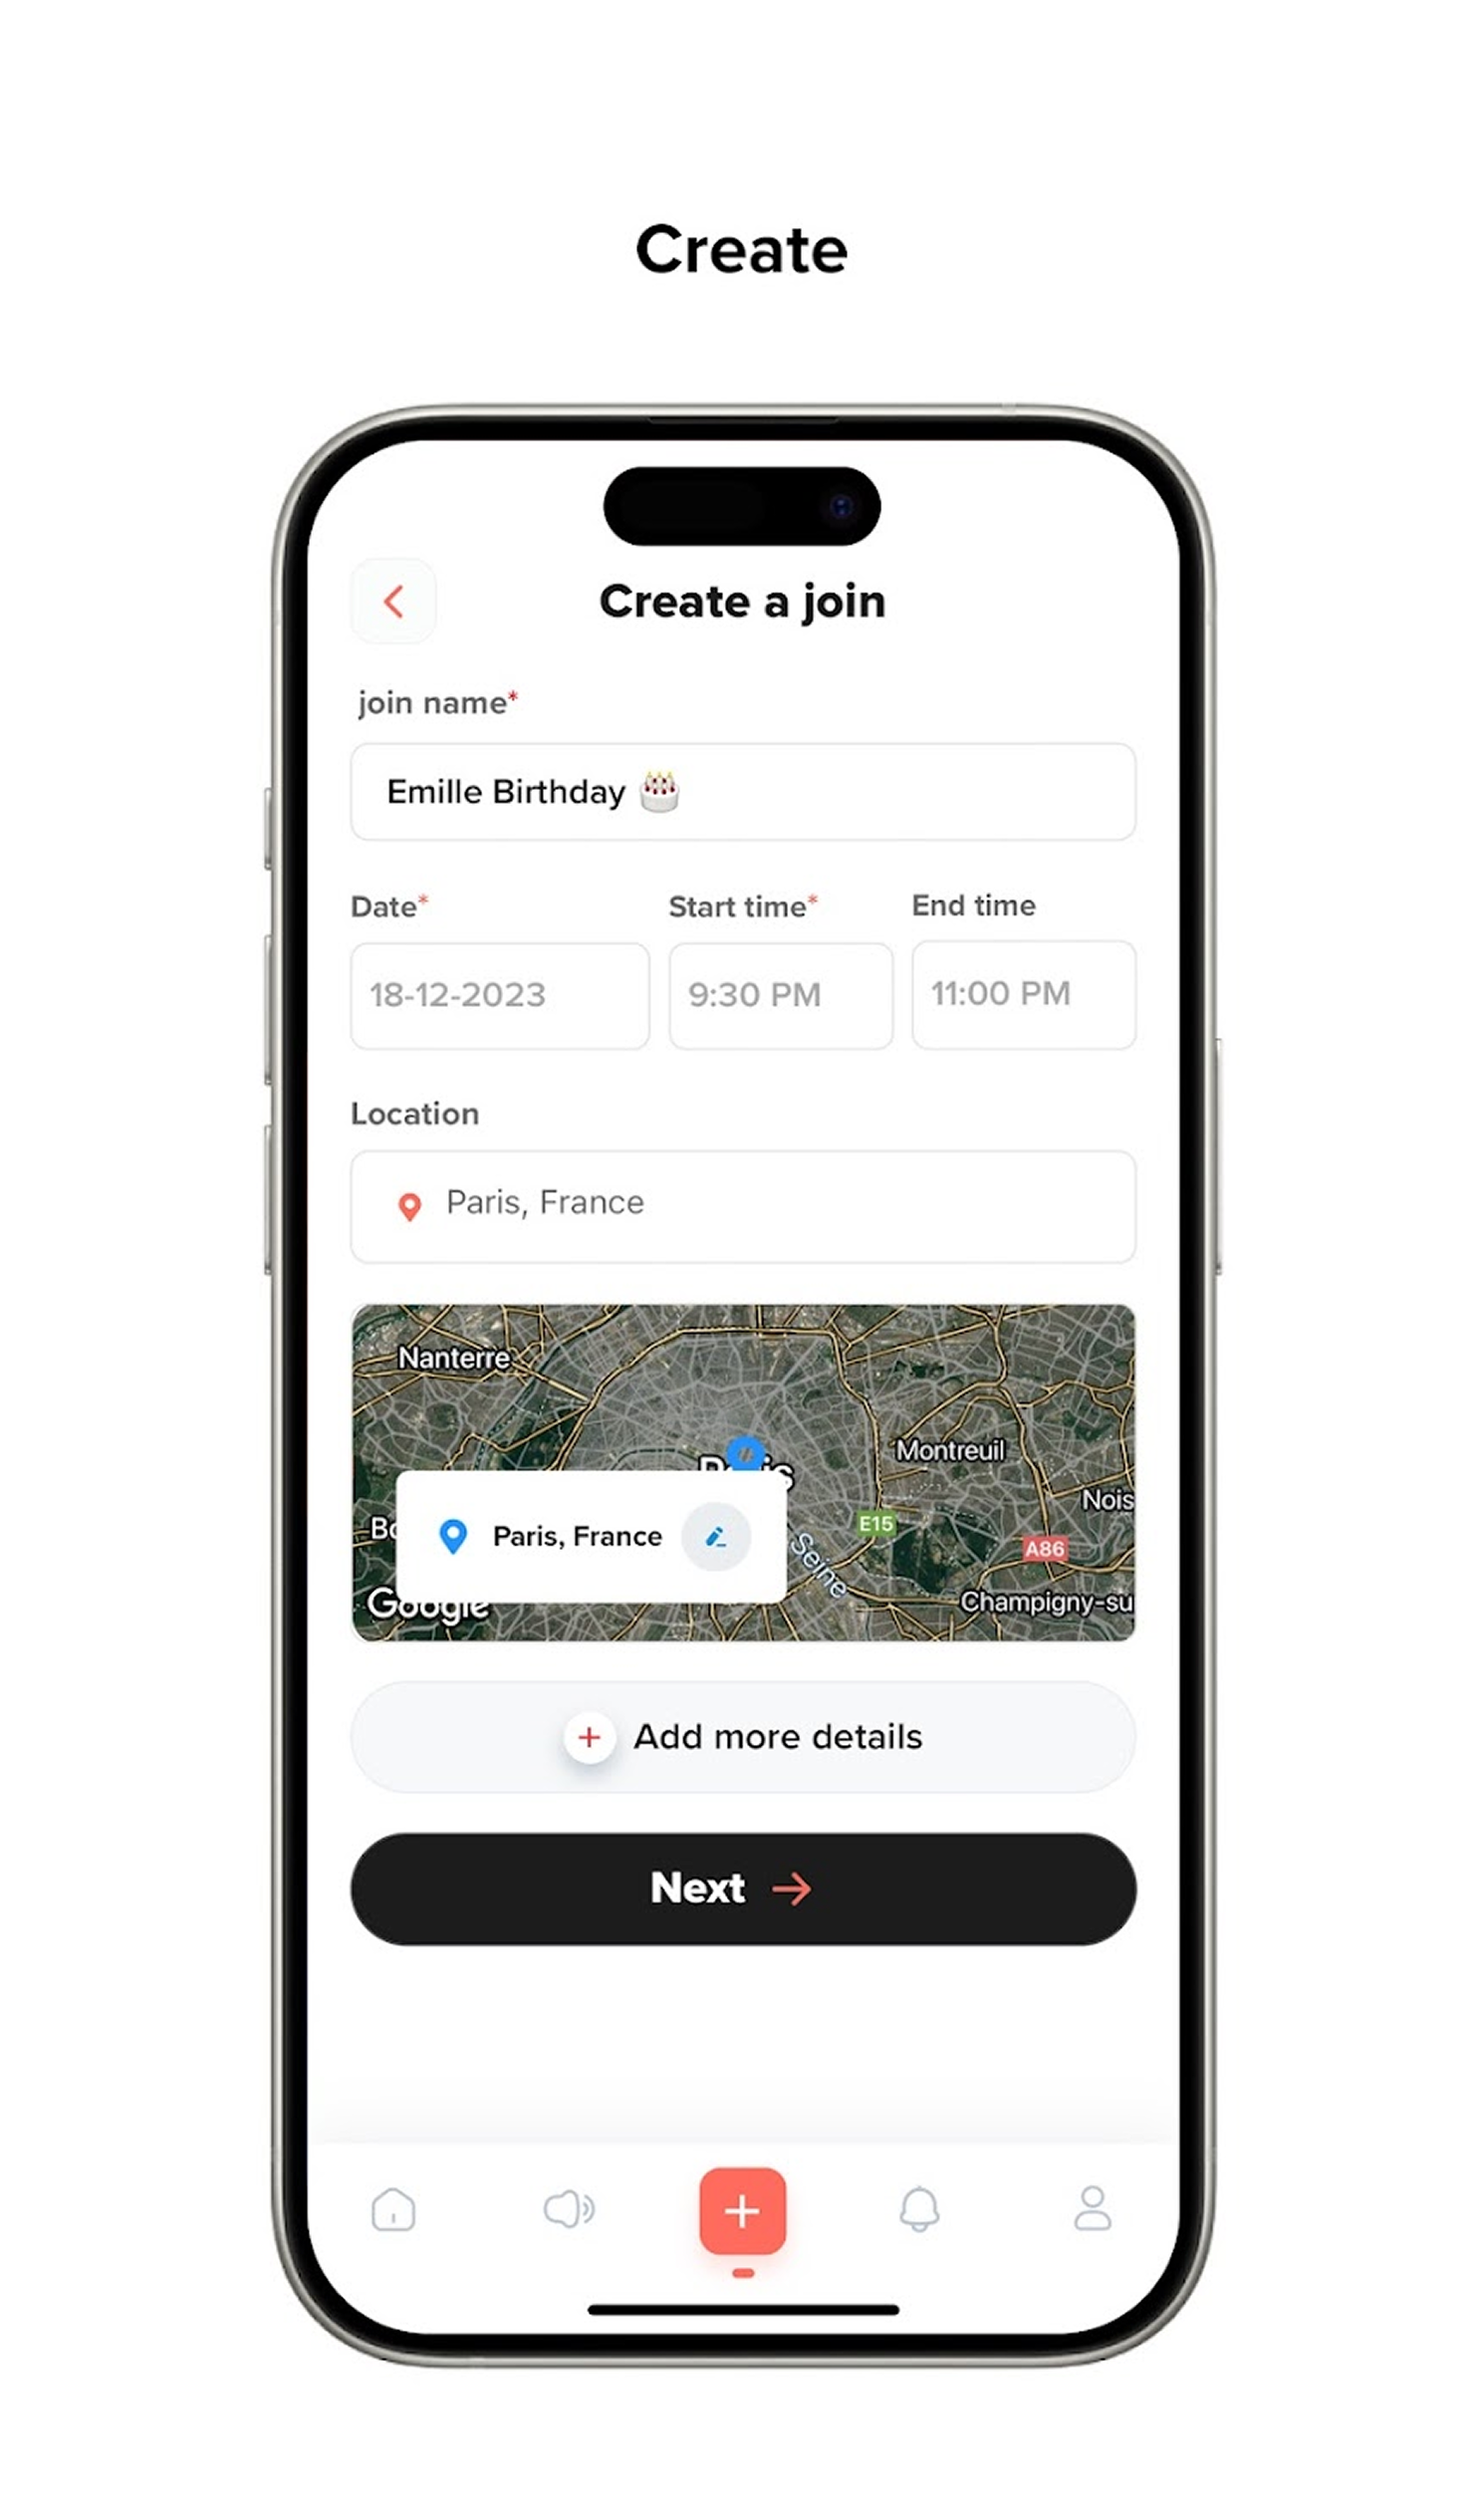 Create
Create a join
join name*
Emille Birthday 🎂
Date* Start time* End time
18-12-2023 9:30 PM 11:00 PM
Location
Paris, France
Nanterre
Montreuil
Paris
Nois
E15
Bo
Paris, France
Seine
A86
Google
Champigny-su
Add more details
Next →